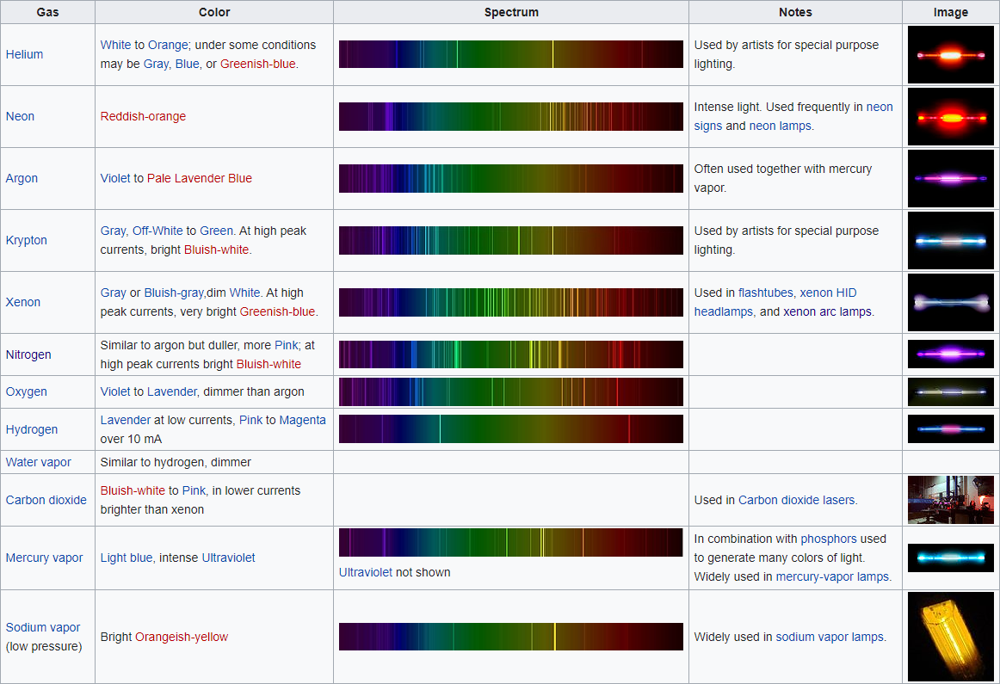 Gas Color Spectrum Notes Image
Helium
White to Orange; under some conditions
may be Gray, Blue, or Greenish-blue.
Used by artists for special purpose
lighting.
Neon
Reddish-orange
Intense light. Used frequently in neon
signs and neon lamps.
Argon
Violet to Pale Lavender Blue
Often used together with mercury
vapor.
Krypton
Gray, Off-White to Green. At high peak
currents, bright Bluish-white.
Used by artists for special purpose
lighting.
Xenon
Gray or Bluish-gray,dim White. At high
peak currents, very bright Greenish-blue.
Used in flashtubes, xenon HID
headlamps, and xenon arc lamps.
Nitrogen
Similar to argon but duller, more Pink; at
high peak currents bright Bluish-white
Oxygen
Violet to Lavender, dimmer than argon
Hydrogen
Lavender at low currents, Pink to Magenta
over 10 mA
Water vapor
Similar to hydrogen, dimmer
Carbon dioxide
Bluish-white to Pink, in lower currents
brighter than xenon
Used in Carbon dioxide lasers.
Mercury vapor
Light blue, intense Ultraviolet
Ultraviolet not shown
In combination with phosphors used
to generate many colors of light.
Widely used in mercury-vapor lamps.
Sodium vapor
(low pressure)
Bright Orangeish-yellow
Widely used in sodium vapor lamps.